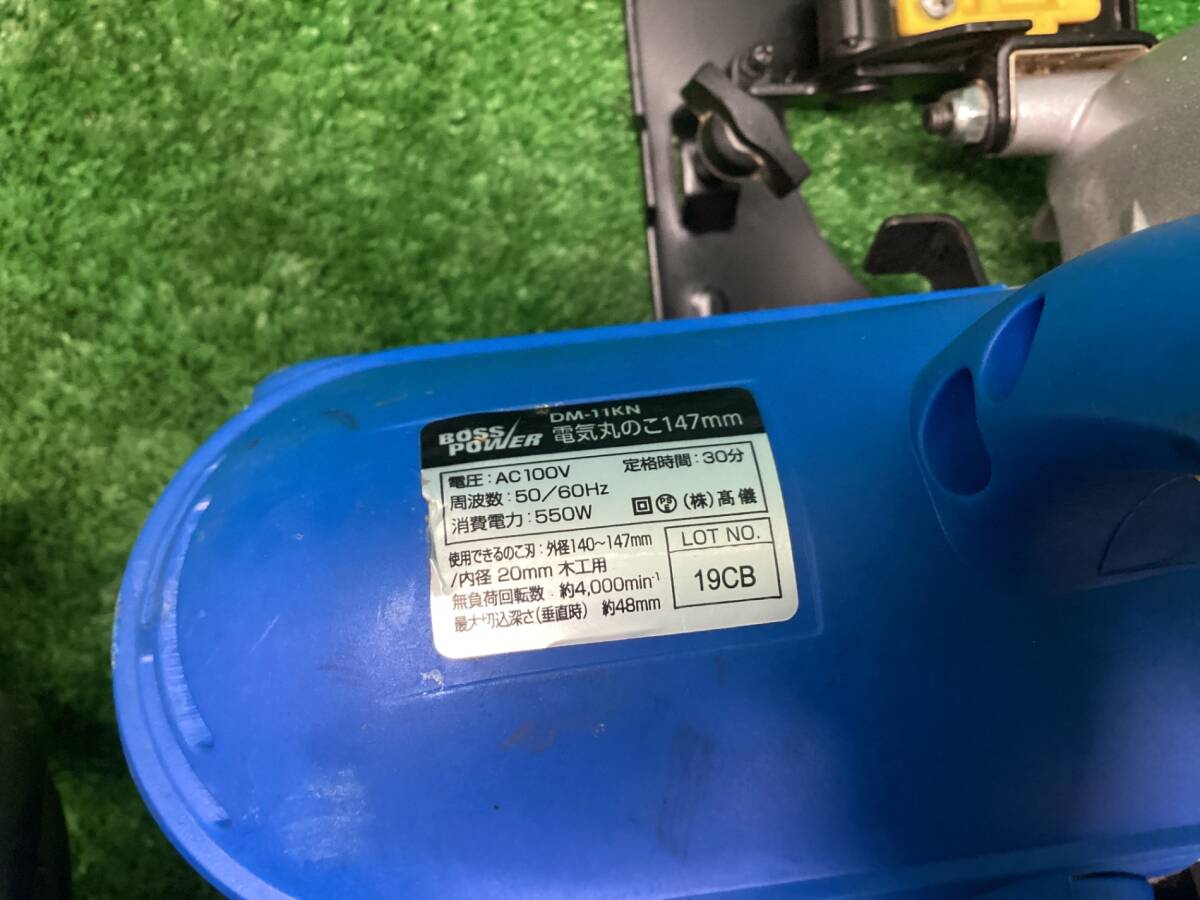 DM-11KN
BOSS POWER 電気丸のこ147mm
電圧:AC100V 定格時間:30分
周波数:50/60Hz
消費電力:550W 回 PSE (株)髙儀
使用できるのこ刃:外径140~147mm
/内径 20mm 木工用
無負荷回転数 約4,000min-1
最大切込深さ(垂直時) 約48mm
LOT NO.
19CB